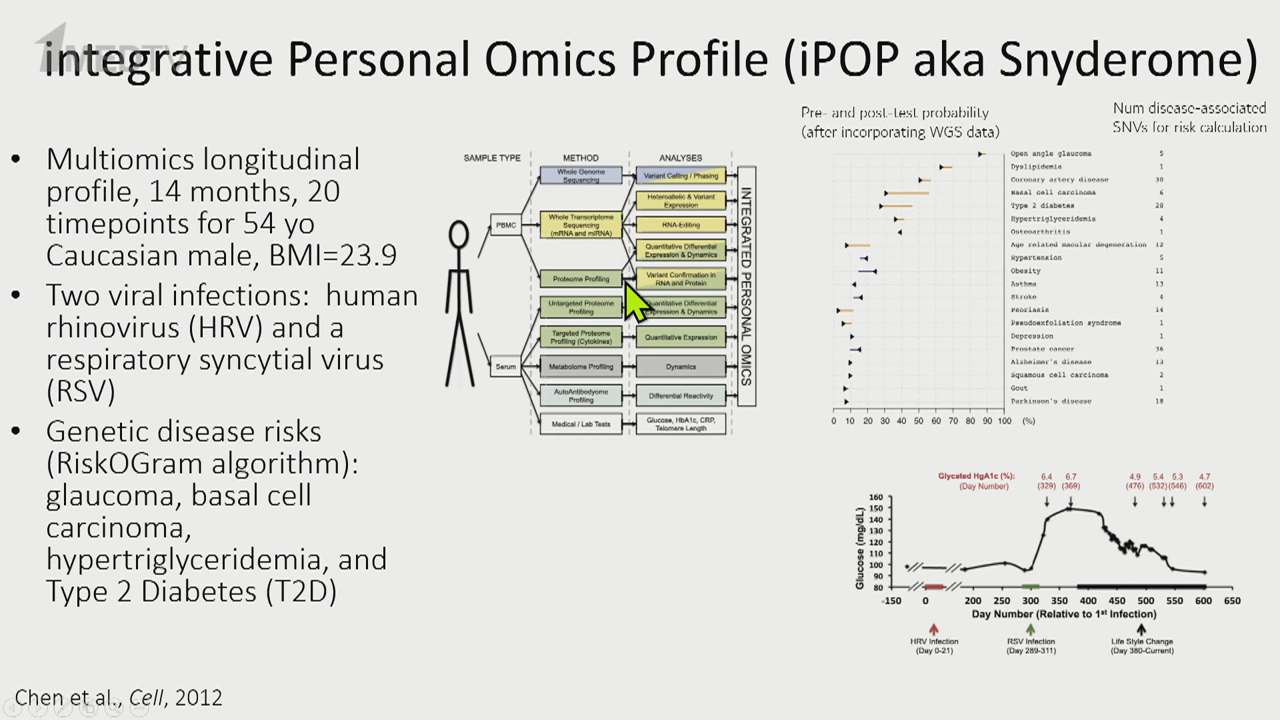 1MEDTV
integrative Personal Omics Profile (iPOP aka Snyderome)
• Multiomics longitudinal
profile, 14 months, 20
timepoints for 54 yo
Caucasian male, BMI=23.9
• Two viral infections: human
rhinovirus (HRV) and a
respiratory syncytial virus
(RSV)
• Genetic disease risks
(RiskOGram algorithm):
glaucoma, basal cell
carcinoma,
hypertriglyceridemia, and
Type 2 Diabetes (T2D)
Chen et al., Cell, 2012
SAMPLE TYPE METHOD ANALYSES
PBMC
Serum
Whole Genome
Sequencing
Whole Transcriptome
Sequencing
(mRNA and miRNA)
Proteome Profiling
Untargeted Proteome
Profiling
Targeted Proteome
Profiling (Cytokines)
Metabolome Profiling
AutoAntibodyome
Profiling
Medical / Lab Tests
Variant Calling / Phasing
Heteroallelic & Variant
Expression
RNA-Editing
Quantitative Differential
Expression & Dynamics
Variant Confirmation in
RNA and Protein
Quantitative Differential
Expression & Dynamics
Quantitative Expression
Dynamics
Differential Reactivity
Glucose, HbA1c, CRP,
Telomere Length
INTEGRATED PERSONAL OMICS
Pre- and post-test probability
(after incorporating WGS data)
Num disease-associated
SNVs for risk calculation
Open angle glaucoma 5
Dyslipidemia 1
Coronary artery disease 30
Basal cell carcinoma 6
Type 2 diabetes 28
Hypertriglyceridemia 4
Osteoarthritis 1
Age related macular degeneration 12
Hypertension 5
Obesity 11
Asthma 13
Stroke 4
Psoriasis 14
Pseudoexfoliation syndrome 1
Depression 1
Prostate cancer 36
Alzheimer's disease 13
Squamous cell carcinoma 2
Gout 1
Parkinson's disease 18
0 10 20 30 40 50 60 70 80 90 100 (%)
Glycated HgA1c (%): 6.4 6.7 4.9 5.4 5.3 4.7
(Day Number) (329) (369) (476) (532) (546) (602)
Glucose (mg/dL)
160
150
140
130
120
110
100
90
80
-150 0 200 250 300 350 400 450 500 550 600 650
Day Number (Relative to 1st Infection)
HRV Infection
(Day 0-21)
RSV Infection
(Day 289-311)
Life Style Change
(Day 380-Current)